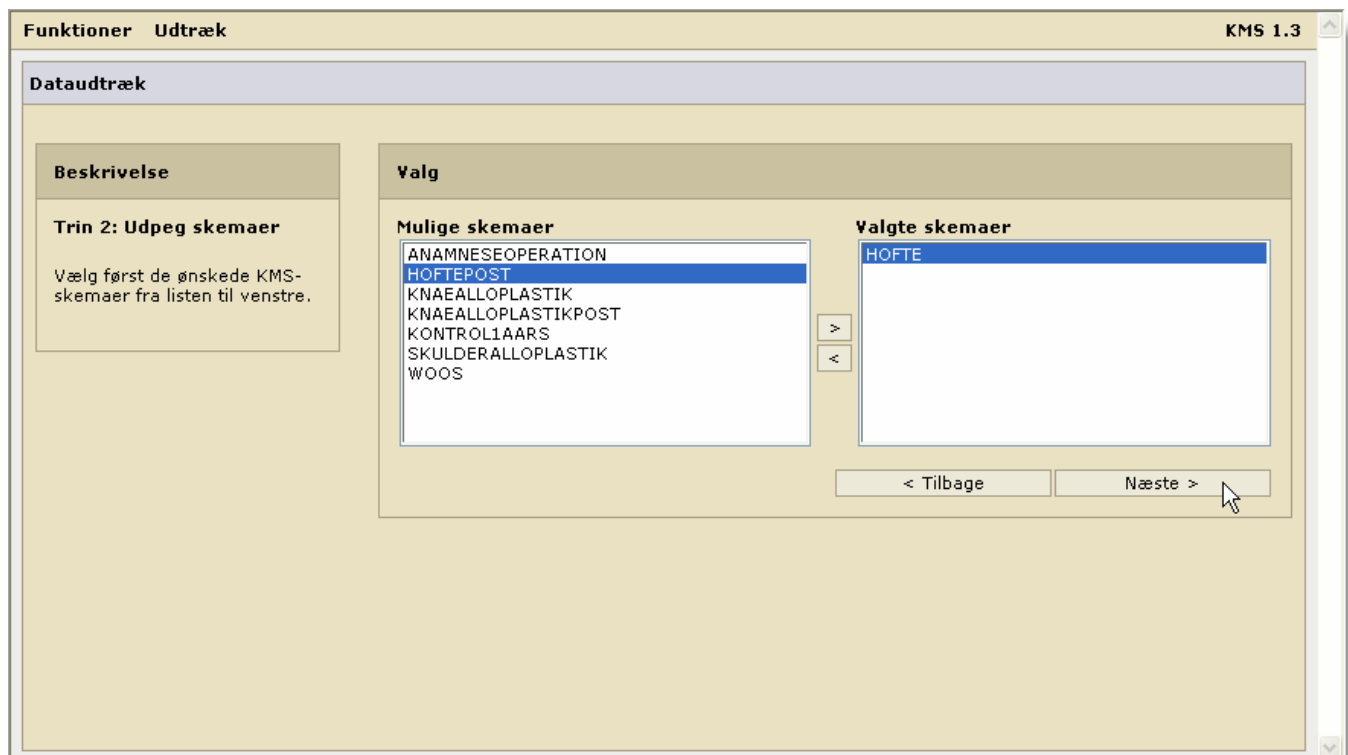 Funktioner Udtræk KMS 1.3
Dataudtræk
Beskrivelse
Trin 2: Udpeg skemaer
Vælg først de ønskede KMS-
skemaer fra listen til venstre.
Valg
Mulige skemaer
ANAMNESEOPERATION
HOFTEPOST
KNAEALLOPLASTIK
KNAEALLOPLASTIKPOST
KONTROL1AARS
SKULDERALLOPLASTIK
WOOS
>
<
Valgte skemaer
HOFTE
< Tilbage
Næste >